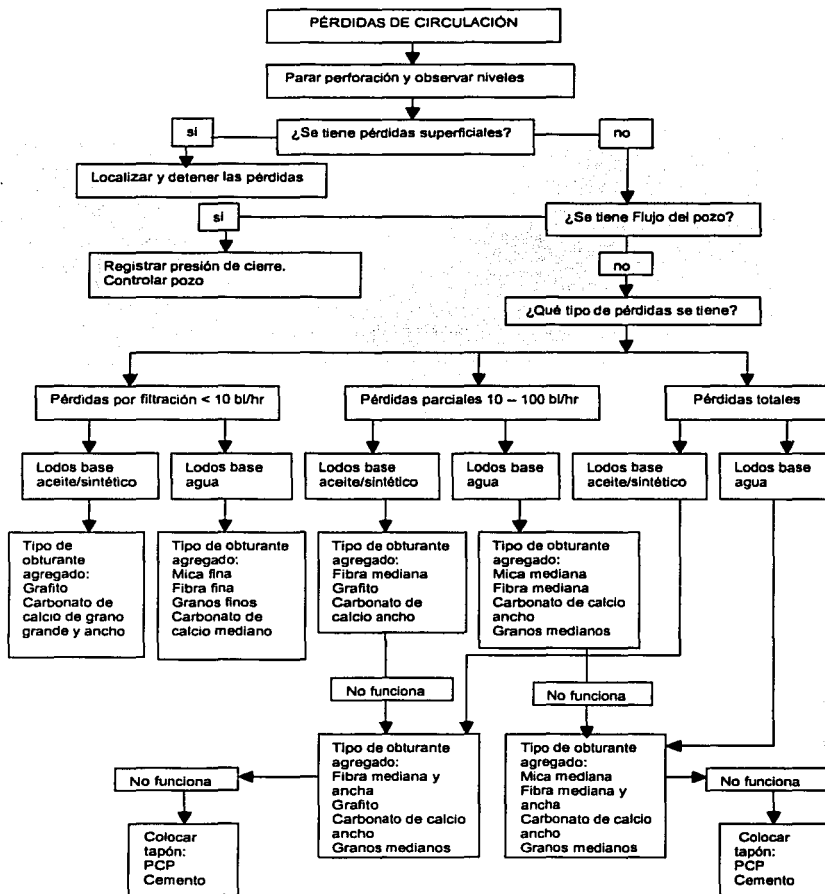 PÉRDIDAS DE CIRCULACIÓN
Parar perforación y observar niveles
sí
¿Se tiene pérdidas superficiales?
no
Localizar y detener las pérdidas
sí
¿Se tiene Flujo del pozo?
Registrar presión de cierre.
Controlar pozo
no
¿Qué tipo de pérdidas se tiene?
Pérdidas por filtración < 10 bl/hr
Pérdidas parciales 10 – 100 bl/hr
Pérdidas totales
Lodos base
aceite/sintético
Lodos base
agua
Lodos base
aceite/sintético
Lodos base
agua
Lodos base
aceite/sintético
Lodos base
agua
Tipo de
obturante
agregado:
Grafito
Carbonato de
calcio de grano
grande y ancho
Tipo de
obturante
agregado:
Mica fina
Fibra fina
Granos finos
Carbonato de
calcio mediano
Tipo de
obturante
agregado:
Fibra mediana
Grafito
Carbonato de
calcio ancho
Tipo de obturante
agregado:
Mica mediana
Fibra mediana
Carbonato de calcio
ancho
Granos medianos
No funciona
No funciona
Tipo de obturante
agregado:
Fibra mediana y
ancha
Grafito
Carbonato de calcio
ancho
Granos medianos
Tipo de obturante
agregado:
Mica mediana
Fibra mediana y
ancha
Carbonato de calcio
ancho
Granos medianos
No funciona
No funciona
Colocar
tapón:
PCP
Cemento
Colocar
tapón:
PCP
Cemento